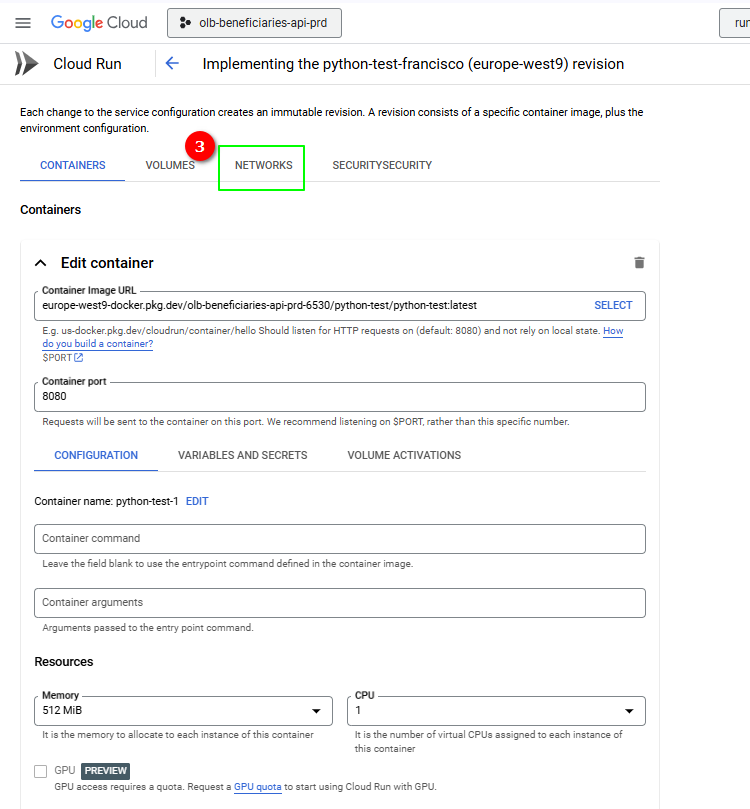 Google Cloud
olb-beneficiaries-api-prd
run
Cloud Run
Implementing the python-test-francisco (europe-west9) revision
Each change to the service configuration creates an immutable revision. A revision consists of a specific container image, plus the
environment configuration.
3
CONTAINERS
VOLUMES
NETWORKS
SECURITYSECURITY
Containers
Edit container
Container Image URL
europe-west9-docker.pkg.dev/olb-beneficiaries-api-prd-6530/python-test/python-test:latest
SELECT
E.g. us-docker.pkg.dev/cloudrun/container/hello Should listen for HTTP requests on (default: 8080) and not rely on local state. How
do you build a container?
$PORT
Container port
8080
Requests will be sent to the container on this port. We recommend listening on $PORT, rather than this specific number.
CONFIGURATION
VARIABLES AND SECRETS
VOLUME ACTIVATIONS
Container name: python-test-1 EDIT
Container command
Leave the field blank to use the entrypoint command defined in the container image.
Container arguments
Arguments passed to the entry point command.
Resources
Memory
512 MiB
It is the memory to allocate to each instance of this container
CPU
1
It is the number of virtual CPUs assigned to each instance of
this container
GPU PREVIEW
GPU access requires a quota. Request a GPU quota to start using Cloud Run with GPU.